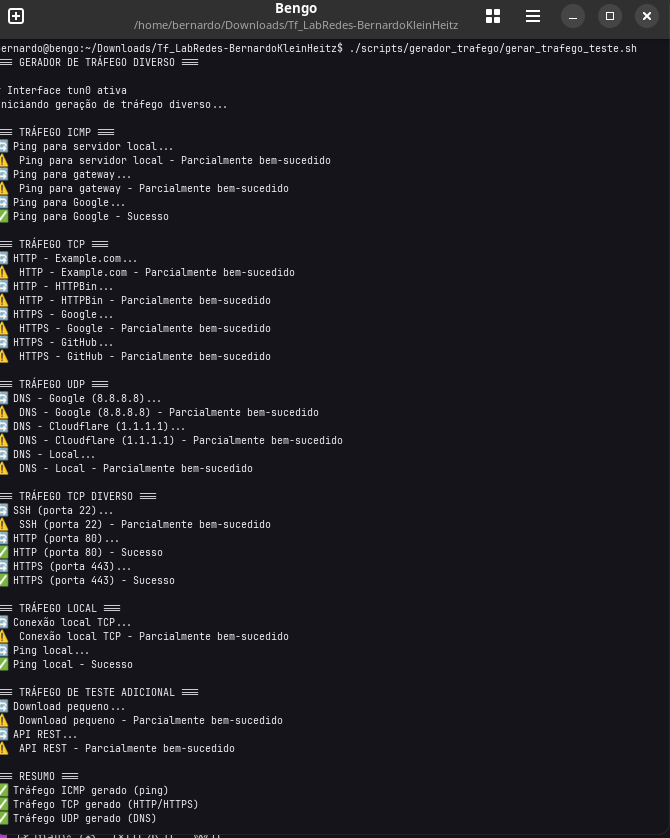 Bengo
/home/bernardo/Downloads/Tf_LabRedes-BernardoKleinHeitz
ernardo@bengo:~/Downloads/Tf_LabRedes-BernardoKleinHeitz$ ./scripts/gerador_trafego/gerar_trafego_teste.sh
=== GERADOR DE TRÁFEGO DIVERSO ===
Interface tun0 ativa
niciando geração de tráfego diverso...
=== TRÁFEGO ICMP ===
🔄 Ping para servidor local...
⚠️ Ping para servidor local - Parcialmente bem-sucedido
🔄 Ping para gateway...
⚠️ Ping para gateway - Parcialmente bem-sucedido
🔄 Ping para Google...
✅ Ping para Google - Sucesso
=== TRÁFEGO TCP ===
🔄 HTTP - Example.com...
⚠️ HTTP - Example.com - Parcialmente bem-sucedido
🔄 HTTP - HTTPBin...
⚠️ HTTP - HTTPBin - Parcialmente bem-sucedido
🔄 HTTPS - Google...
⚠️ HTTPS - Google - Parcialmente bem-sucedido
🔄 HTTPS - GitHub...
⚠️ HTTPS - GitHub - Parcialmente bem-sucedido
=== TRÁFEGO UDP ===
🔄 DNS - Google (8.8.8.8)...
⚠️ DNS - Google (8.8.8.8) - Parcialmente bem-sucedido
🔄 DNS - Cloudflare (1.1.1.1)...
⚠️ DNS - Cloudflare (1.1.1.1) - Parcialmente bem-sucedido
🔄 DNS - Local...
⚠️ DNS - Local - Parcialmente bem-sucedido
=== TRÁFEGO TCP DIVERSO ===
🔄 SSH (porta 22)...
⚠️ SSH (porta 22) - Parcialmente bem-sucedido
🔄 HTTP (porta 80)...
✅ HTTP (porta 80) - Sucesso
🔄 HTTPS (porta 443)...
✅ HTTPS (porta 443) - Sucesso
=== TRÁFEGO LOCAL ===
🔄 Conexão local TCP...
⚠️ Conexão local TCP - Parcialmente bem-sucedido
🔄 Ping local...
✅ Ping local - Sucesso
=== TRÁFEGO DE TESTE ADICIONAL ===
🔄 Download pequeno...
⚠️ Download pequeno - Parcialmente bem-sucedido
🔄 API REST...
⚠️ API REST - Parcialmente bem-sucedido
=== RESUMO ===
✅ Tráfego ICMP gerado (ping)
✅ Tráfego TCP gerado (HTTP/HTTPS)
✅ Tráfego UDP gerado (DNS)